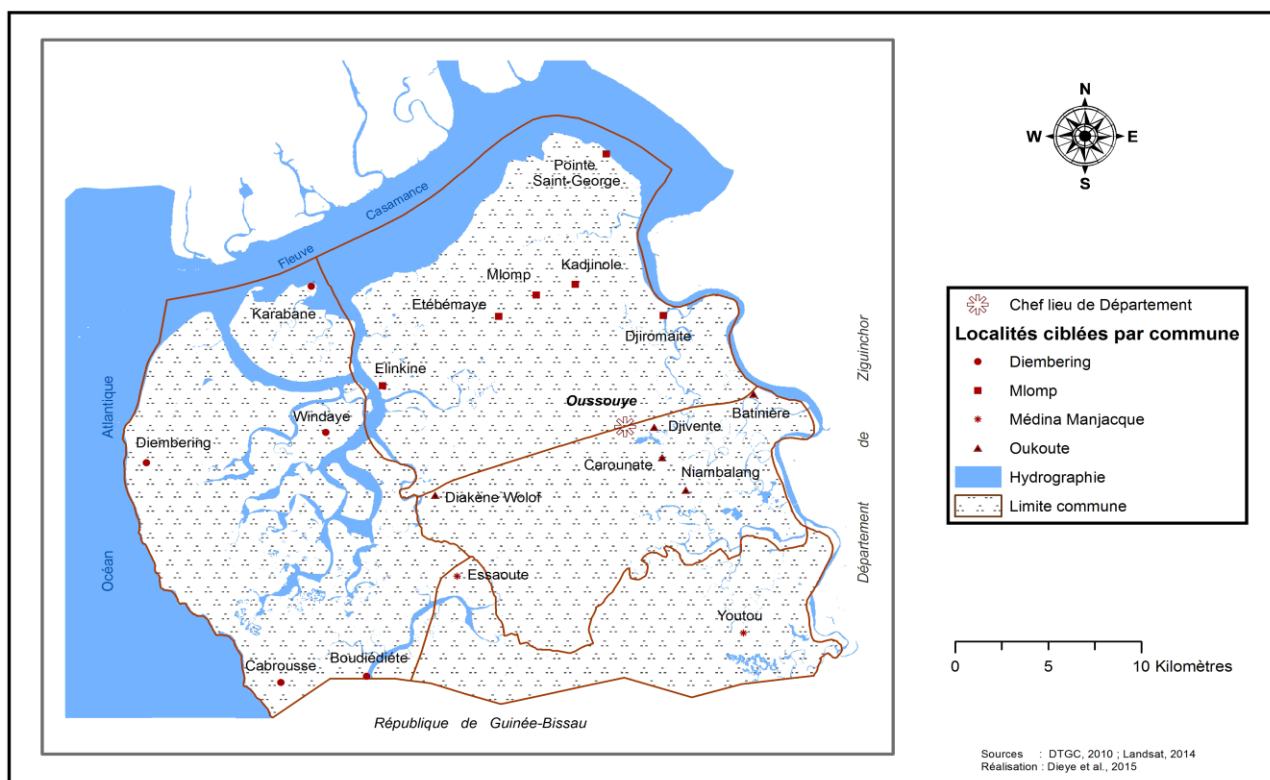 N
W
E
S
Pointe
Saint-George
Casamance
Fleuve
Kadjinole
Mlomp
Etébémaye
Karabane
Djiromaite
Ziguinchor
Elinkine
Oussouye
Batinière
Atlantique
Windaye
Djivente
Diembering
de
Carounate
Niambalang
Diakène Wolof
Département
Océan
Essaoute
Youtou
Cabrousse
Boudiédiéte
République de Guinée-Bissau
Chef lieu de Département
Localités ciblées par commune
Diembering
Mlomp
Médina Manjacque
Oukoute
Hydrographie
Limite commune
0 5 10 Kilomètres
Sources : DTGC, 2010 ; Landsat, 2014
Réalisation : Dieye et al., 2015